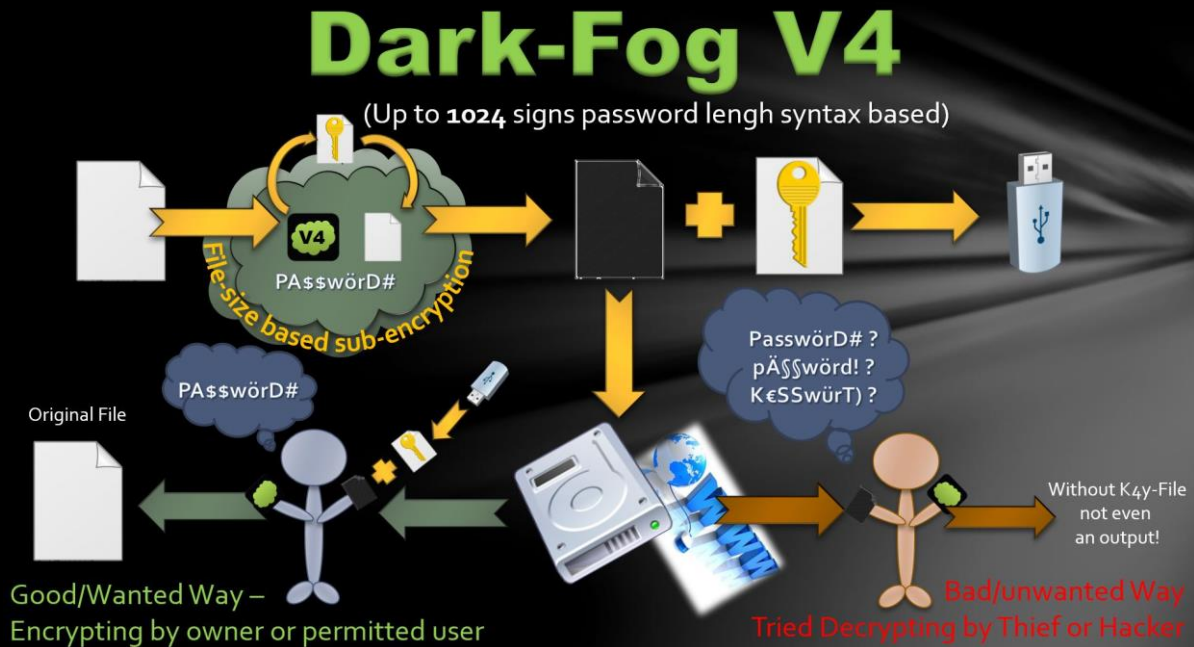 Dark-Fog V4
(Up to 1024 signs password lengh syntax based)
V4
PA$$wörD#
File-size based sub-encryption
PasswörD# ?
pÄ§§wörd! ?
K€SSwürT) ?
PA$$wörD#
Original File
WWW
Without K4y-File
not even
an output!
Good/Wanted Way –
Encrypting by owner or permitted user
Bad/unwanted Way
Tried Decrypting by Thief or Hacker